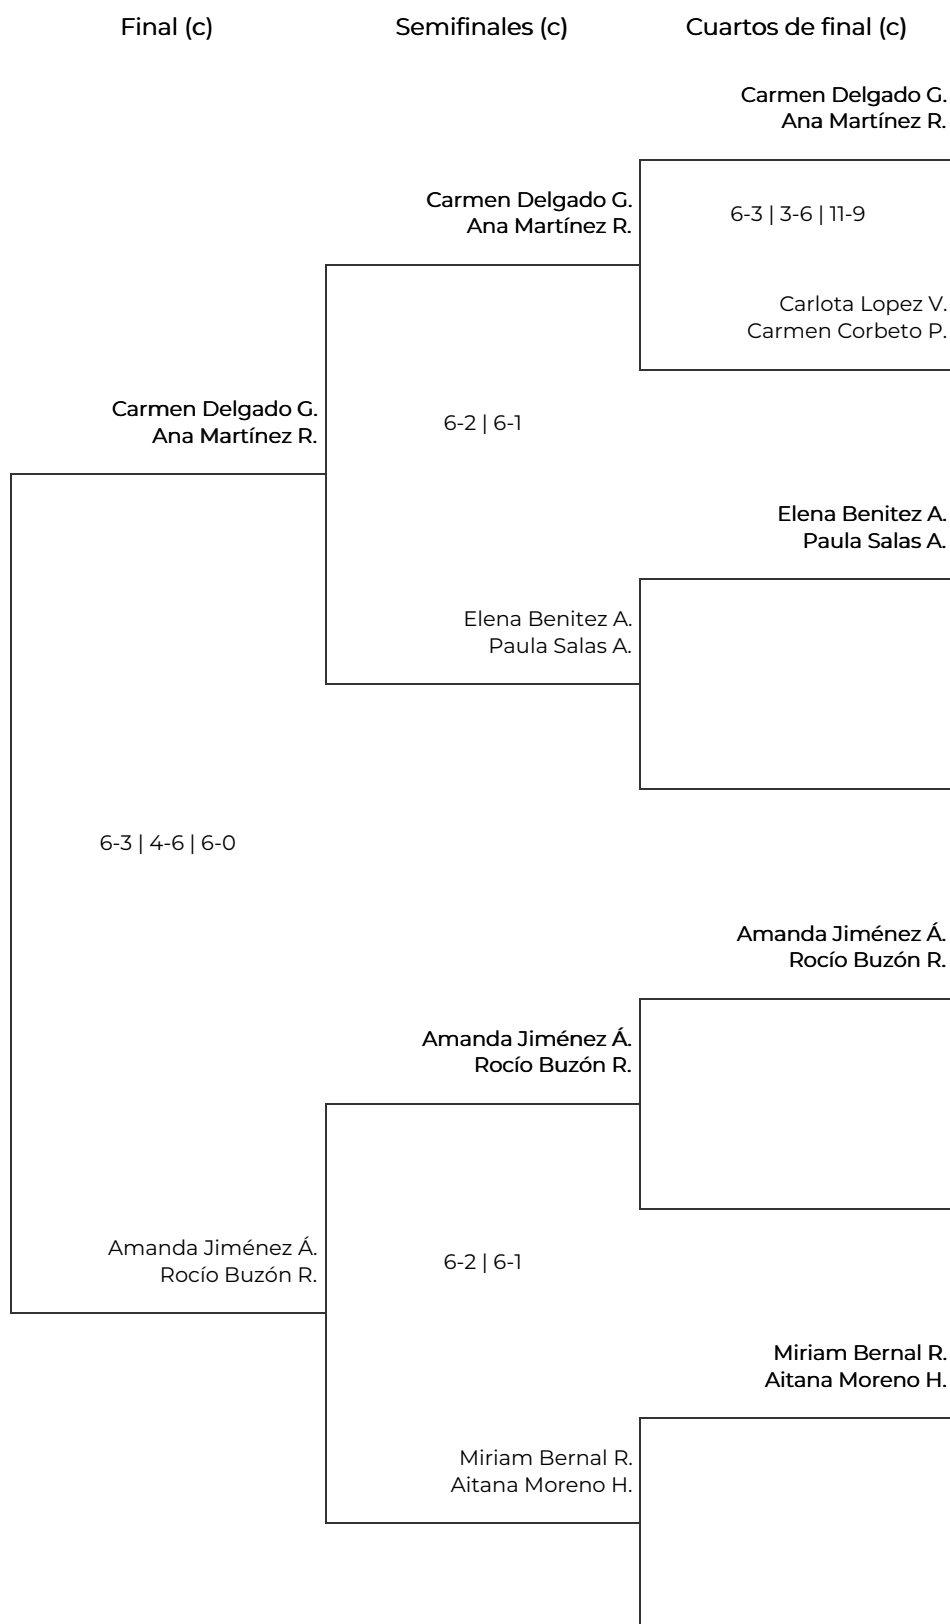 Final (c)
Semifinales (c)
Cuartos de final (c)
Carmen Delgado G.
Ana Martínez R.
Carmen Delgado G.
Ana Martínez R.
6-3 | 3-6 | 11-9
Carlota Lopez V.
Carmen Corbeto P.
Carmen Delgado G.
Ana Martínez R.
6-2 | 6-1
Elena Benitez A.
Paula Salas A.
Elena Benitez A.
Paula Salas A.
6-3 | 4-6 | 6-0
Amanda Jiménez Á.
Rocío Buzón R.
Amanda Jiménez Á.
Rocío Buzón R.
Amanda Jiménez Á.
Rocío Buzón R.
6-2 | 6-1
Miriam Bernal R.
Aitana Moreno H.
Miriam Bernal R.
Aitana Moreno H.